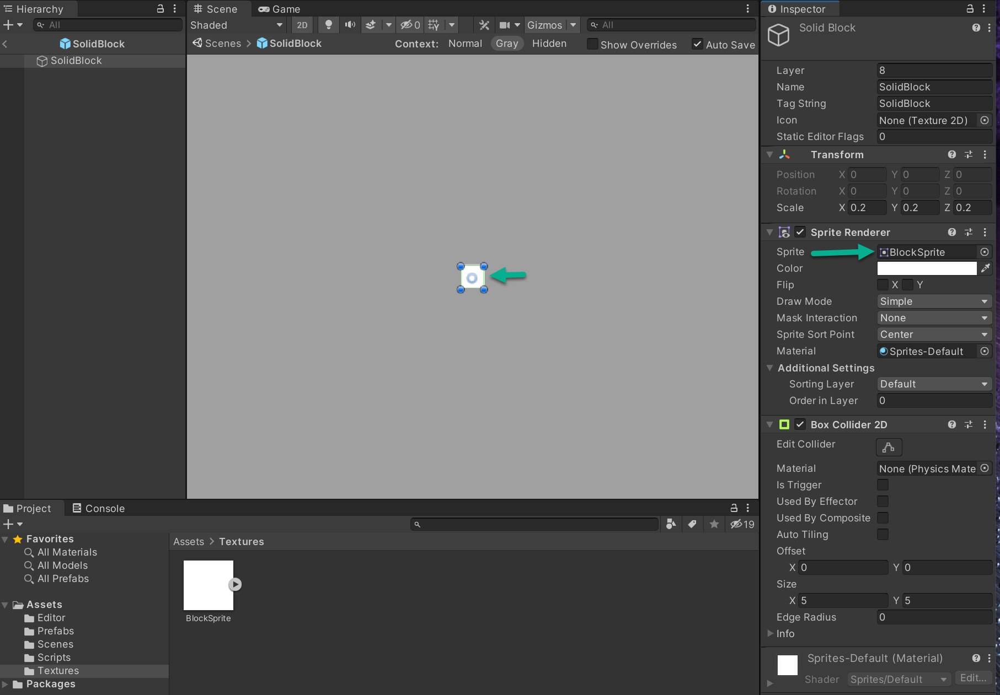 Hierarchy
All
SolidBlock
SolidBlock
Scene
Game
Shaded
2D
0
Gizmos
All
Scenes
SolidBlock
Context:
Normal
Gray
Hidden
Show Overrides
Auto Save
Inspector
Solid Block
Layer 8
Name SolidBlock
Tag String SolidBlock
Icon None (Texture 2D)
Static Editor Flags 0
Transform
Position X 0 Y 0 Z 0
Rotation X 0 Y 0 Z 0
Scale X 0.2 Y 0.2 Z 0.2
Sprite Renderer
Sprite BlockSprite
Color
Flip X Y
Draw Mode Simple
Mask Interaction None
Sprite Sort Point Center
Material Sprites-Default
Additional Settings
Sorting Layer Default
Order in Layer 0
Box Collider 2D
Edit Collider
Material None (Physics Mate
Is Trigger
Used By Effector
Used By Composite
Auto Tiling
Offset
X 0 Y 0
Size
X 5 Y 5
Edge Radius 0
Info
Sprites-Default (Material)
Shader Sprites/Default Edit...
Project
Console
19
Favorites
All Materials
All Models
All Prefabs
Assets
Editor
Prefabs
Scenes
Scripts
Textures
Packages
Assets > Textures
BlockSprite